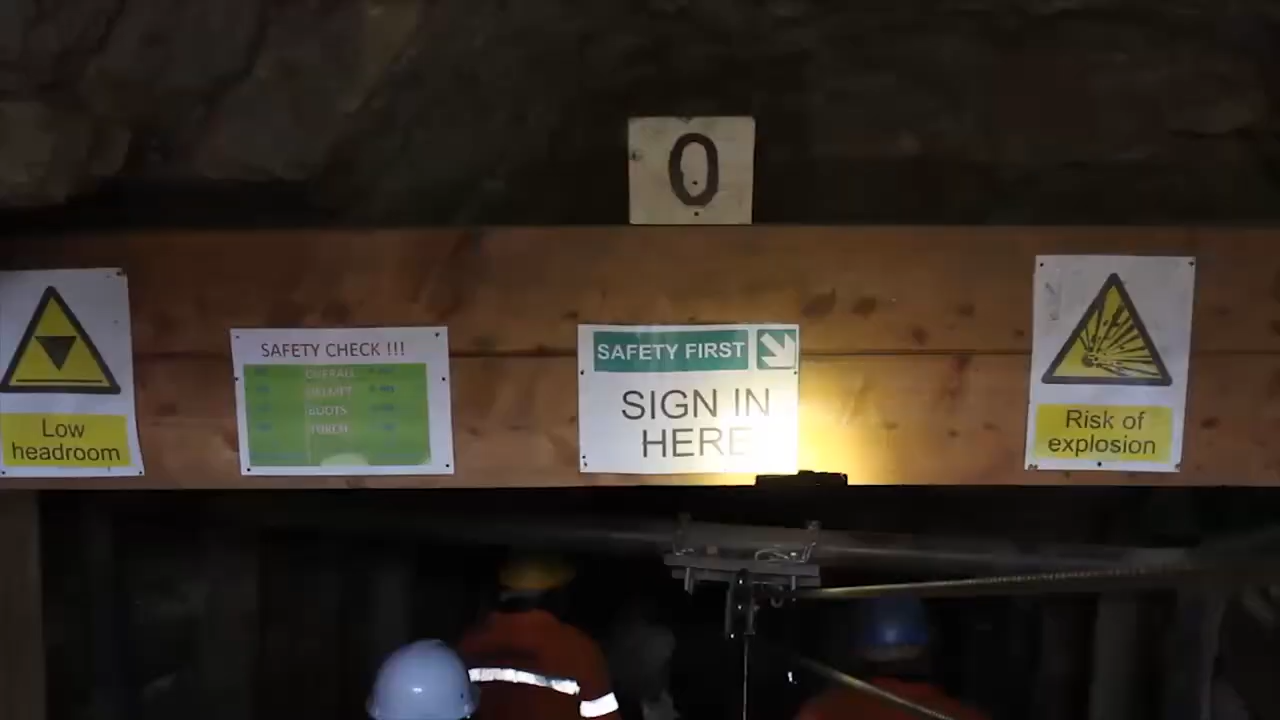 0
Low
headroom
SAFETY CHECK !!!
OVERALL
HELMET
BOOTS
TORCH
SAFETY FIRST
SIGN IN
HERE
Risk of
explosion